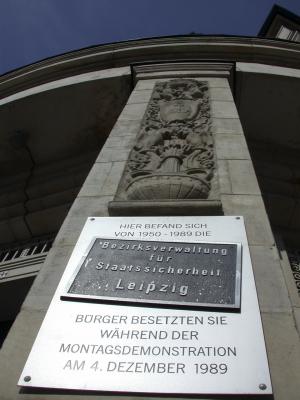 HIER BEFAND SICH
VON 1950 - 1989 DIE
Bezirksverwaltung
für
Staatssicherheit
Leipzig
BÜRGER BESETZTEN SIE
WÄHREND DER
MONTAGSDEMONSTRATION
AM 4. DEZEMBER 1989